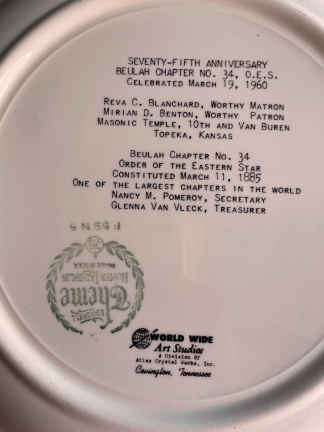 SEVENTY-FIFTH ANNIVERSARY
BEULAH CHAPTER NO. 34, O.E.S.
CELEBRATED MARCH 19, 1960
REVA C. BLANCHARD, WORTHY MATRON
MIRIAN D. BENTON, WORTHY PATRON
MASONIC TEMPLE, 10TH AND VAN BUREN
TOPEKA, KANSAS
BEULAH CHAPTER NO. 34
ORDER OF THE EASTERN STAR
CONSTITUTED MARCH 11, 1885
ONE OF THE LARGEST CHAPTERS IN THE WORLD
NANCY M. POMEROY, SECRETARY
GLENNA VAN VLECK, TREASURER
F 59 N 5
Theme
WORLD WIDE
Art Studios
A Division Of
Atlas Crystal Works, Inc.
Covington, Tennessee